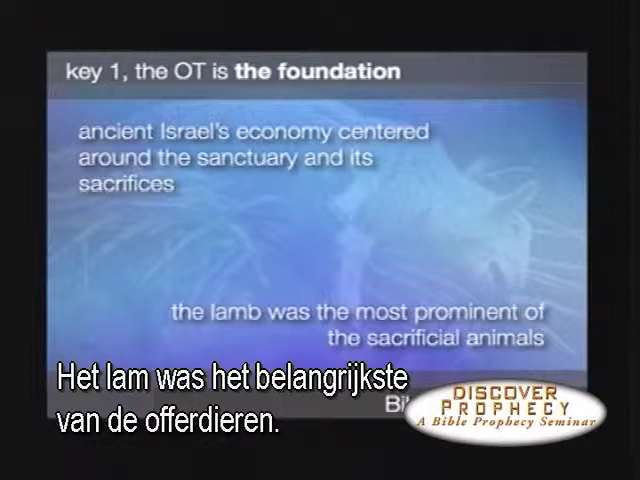 key 1, the OT is the foundation
ancient Israel's economy centered
around the sanctuary and its
sacrifices
the lamb was the most prominent of
the sacrificial animals
Het lam was het belangrijkste
van de offerdieren.
DISCOVER
PROPHECY
A Bible Prophecy Seminar